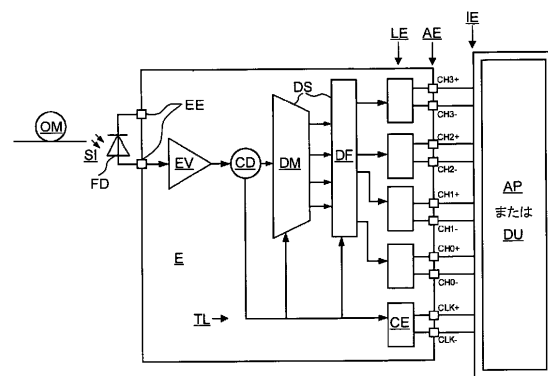 IE
LE
AE
CH3+
DS
EE
CH3-
OM
CH2+
SI
FD
EV
CD
DM
DF
CH2-
AP
または
DU
CH1+
CH1-
E
CH0+
CH0-
TL
CE
CLK+
CLK-